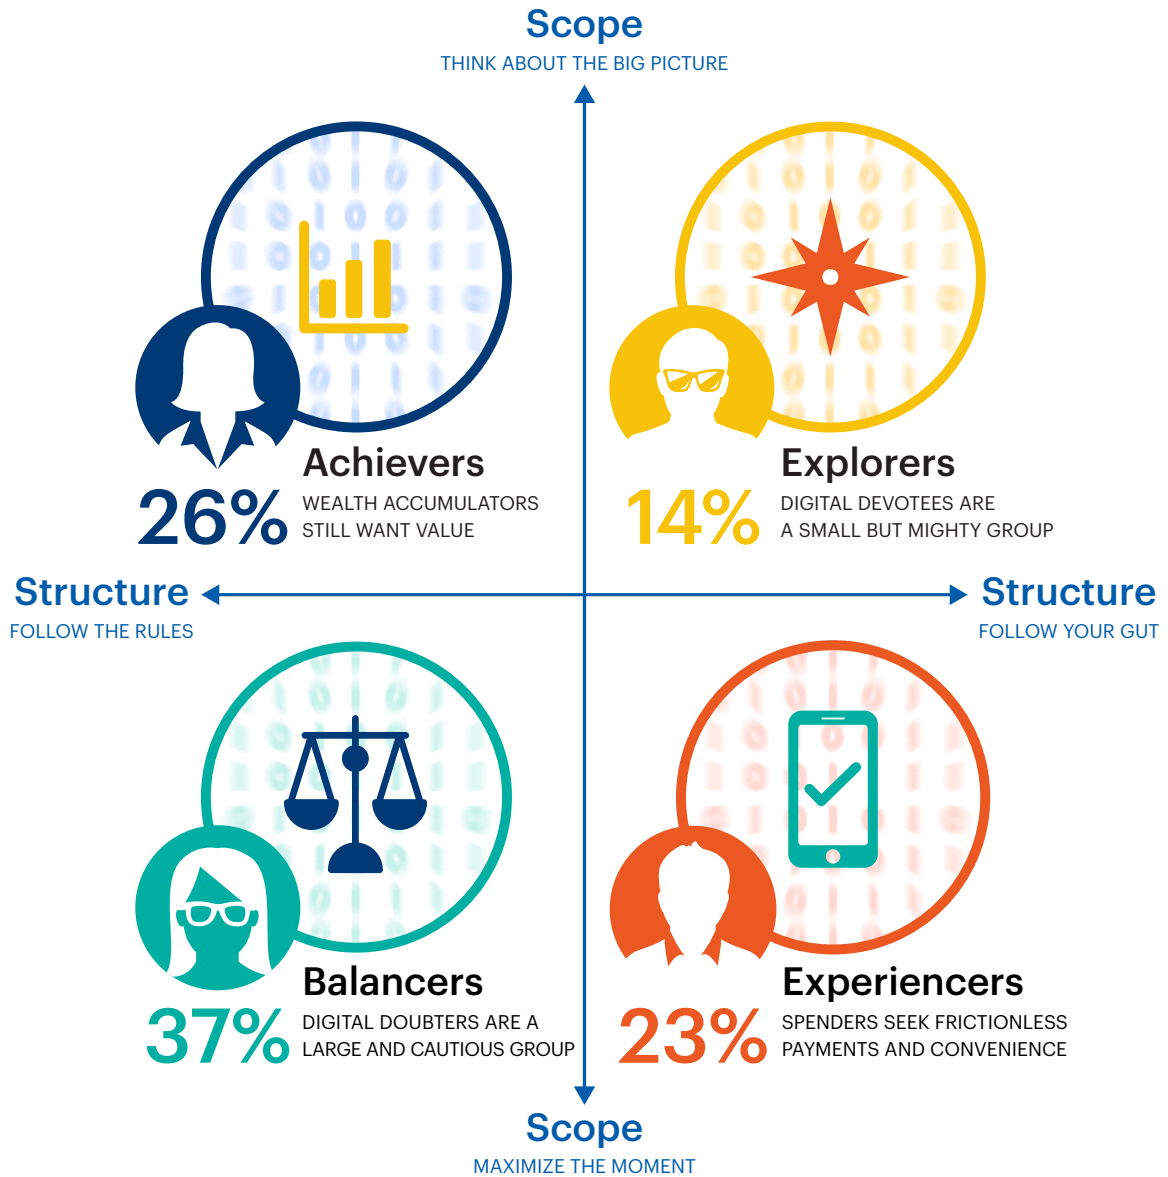 Scope
THINK ABOUT THE BIG PICTURE
Achievers
26%
WEALTH ACCUMULATORS
STILL WANT VALUE
Explorers
14%
DIGITAL DEVOTEES ARE
A SMALL BUT MIGHTY GROUP
Structure
FOLLOW THE RULES
Structure
FOLLOW YOUR GUT
Balancers
37%
DIGITAL DOUBTERS ARE A
LARGE AND CAUTIOUS GROUP
Experiencers
23%
SPENDERS SEEK FRICTIONLESS
PAYMENTS AND CONVENIENCE
Scope
MAXIMIZE THE MOMENT